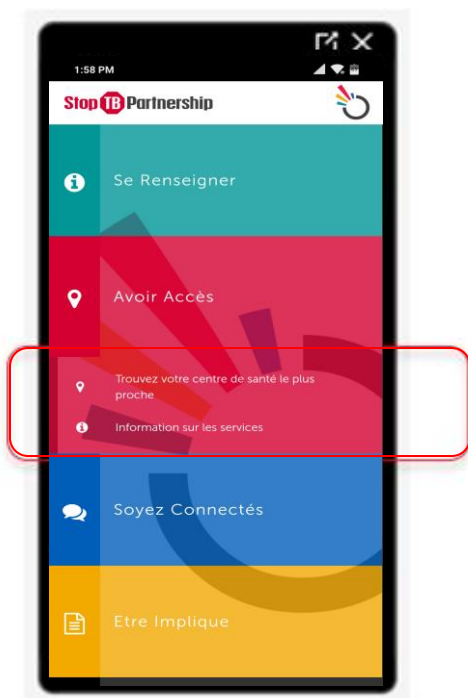 1:58 PM
Stop TB Partnership
Se Renseigner
Avoir Accès
Trouvez votre centre de santé le plus
proche
Information sur les services
Soyez Connectés
Etre Implique